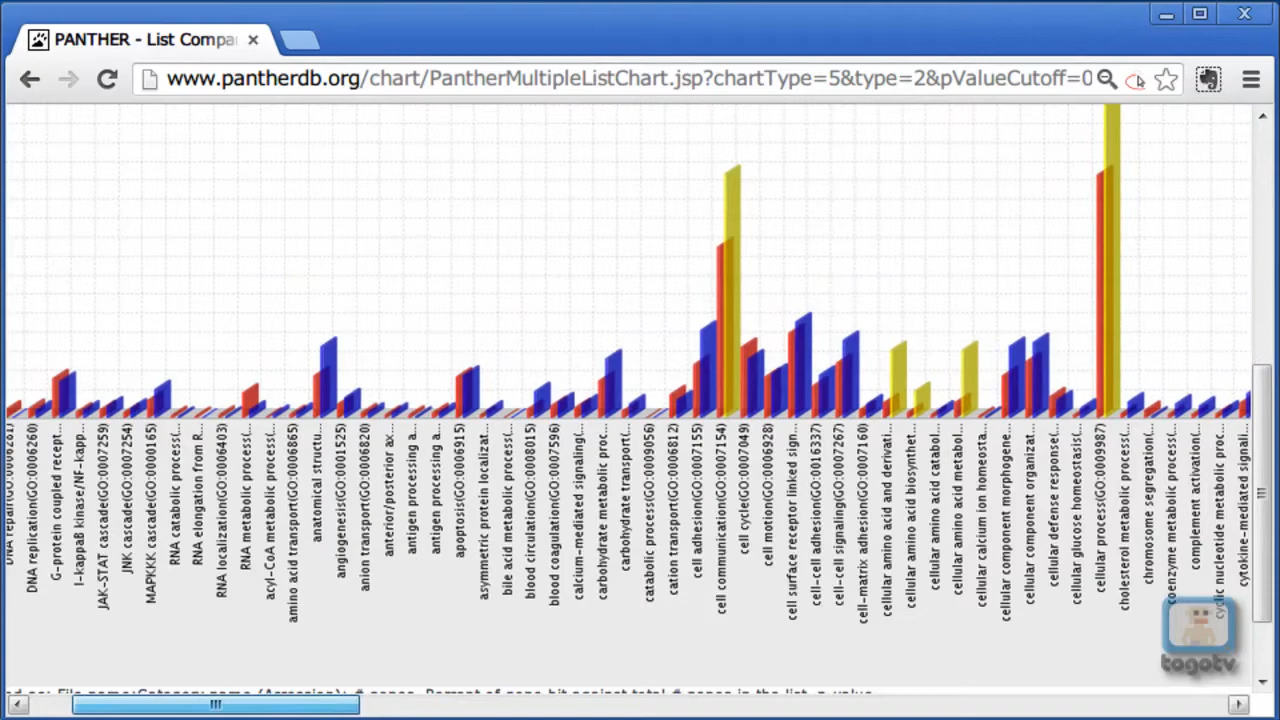 PANTHER - List Compa
www.pantherdb.org/chart/PantherMultipleListChart.jsp?chartType=5&type=2&pValueCutoff=0
DNA repair(GO:0006281)
DNA replication(GO:0006260)
G-protein coupled recept...
I-kappaB kinase/NF-kapp...
JAK-STAT cascade(GO:0007259)
JNK cascade(GO:0007254)
MAPKKK cascade(GO:0000165)
RNA catabolic process(...
RNA elongation from R...
RNA localization(GO:0006403)
RNA metabolic process(...
acyl-CoA metabolic process(...
amino acid transport(GO:0006865)
anatomical structu...
angiogenesis(GO:0001525)
anion transport(GO:0006820)
anterior/posterior ax...
antigen processing a...
antigen processing a...
apoptosis(GO:0006915)
asymmetric protein localizat...
bile acid metabolic process(...
blood circulation(GO:0008015)
blood coagulation(GO:0007596)
calcium-mediated signaling(...
carbohydrate metabolic proc...
carbohydrate transport(...
catabolic process(GO:0009056)
cation transport(GO:0006812)
cell adhesion(GO:0007155)
cell communication(GO:0007154)
cell cycle(GO:0007049)
cell motion(GO:0006928)
cell surface receptor linked sign...
cell-cell adhesion(GO:0016337)
cell-cell signaling(GO:0007267)
cell-matrix adhesion(GO:0007160)
cellular amino acid and derivati...
cellular amino acid biosynthet...
cellular amino acid catabol...
cellular amino acid metabol...
cellular calcium ion homeosta...
cellular component morphogene...
cellular component organizat...
cellular defense response(...
cellular glucose homeostasis(...
cellular process(GO:0009987)
cholesterol metabolic process(...
chromosome segregation(...
coenzyme metabolic process(...
complement activation(...
cyclic nucleotide metabolic proc...
cytokine-mediated signali...
togotv